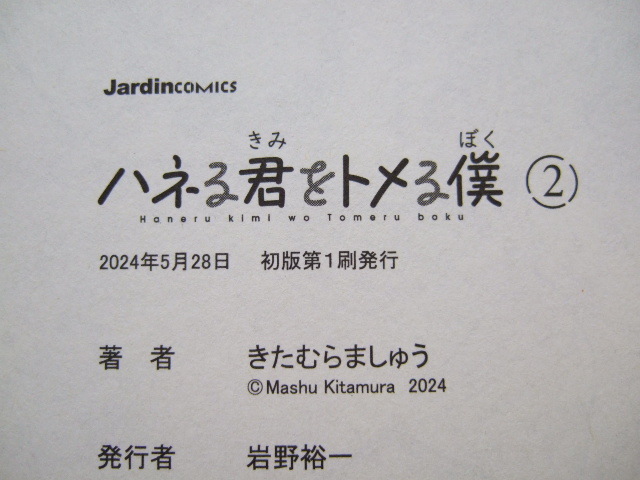 JardinCOMICS
きみ ぼく
ハネる君をトメる僕 ②
Haneru kimi wo Tomeru boku
2024年5月28日 初版第1刷発行
著 者 きたむらましゅう
©Mashu Kitamura 2024
発行者 岩野裕一